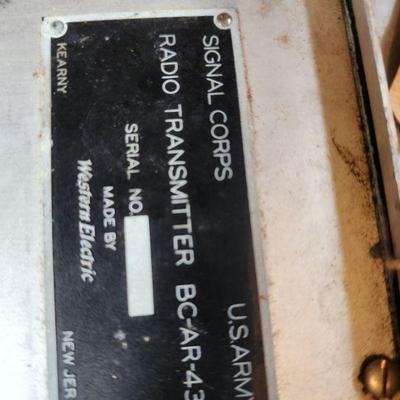 SIGNAL CORPS U.S. ARMY
RADIO TRANSMITTER BC-AR-43
SERIAL NO.
MADE BY
Western Electric
KEARNY NEW JER